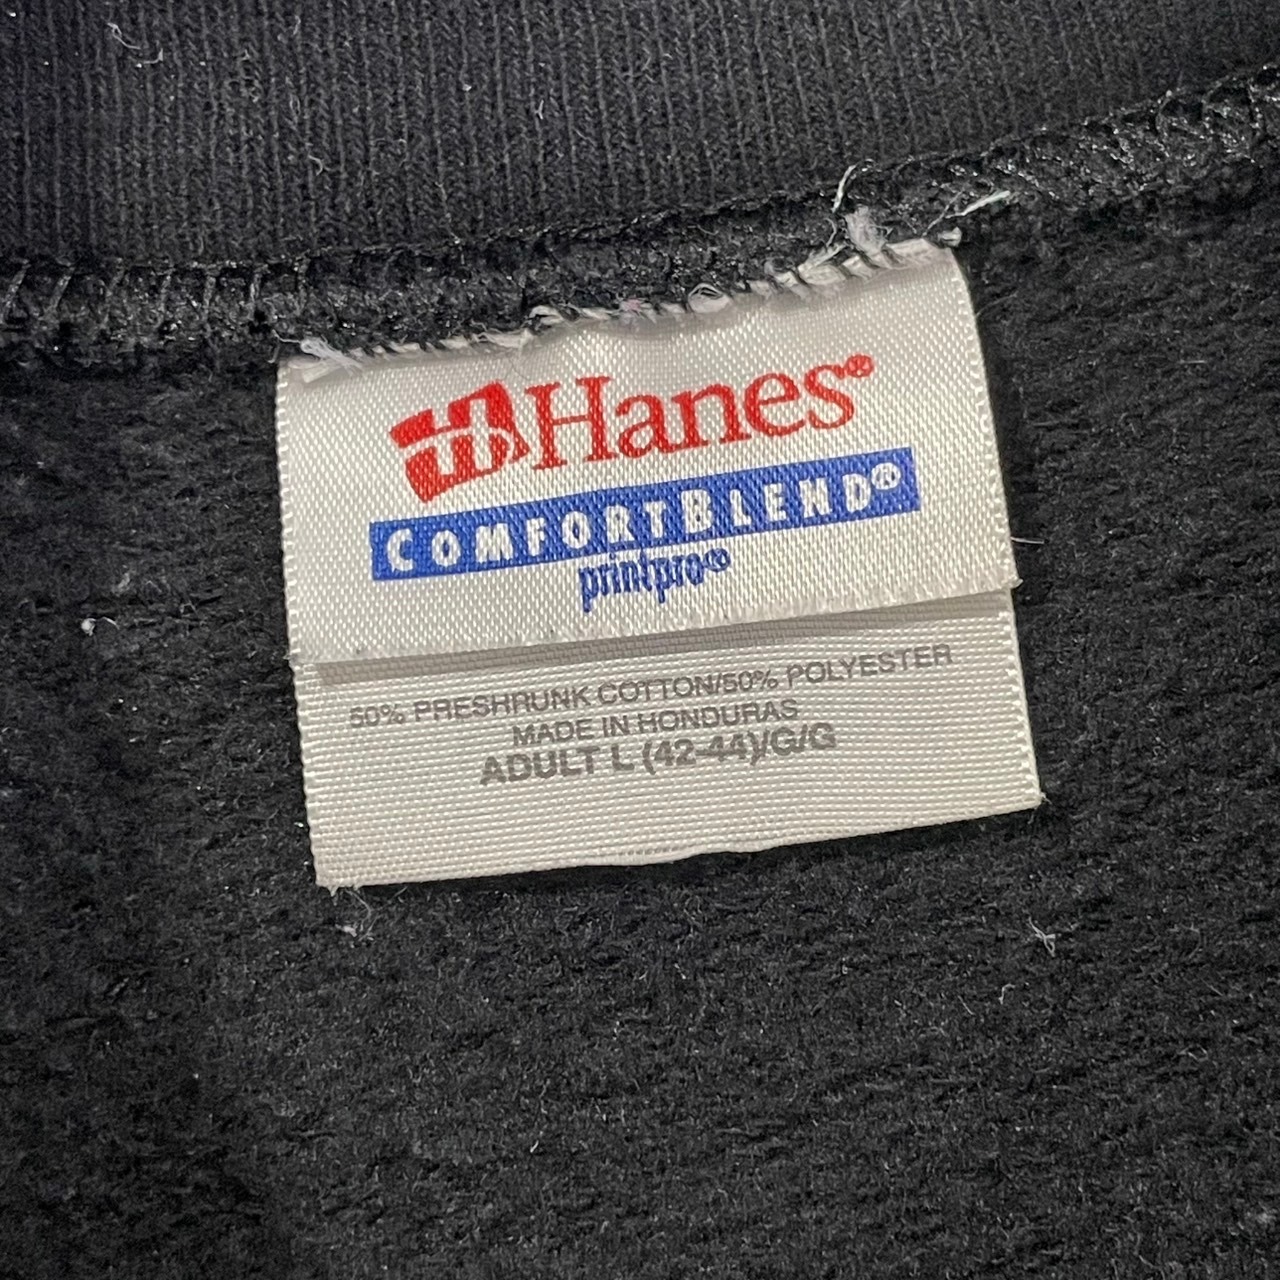 Hanes®
COMFORTBLEND®
printpro®
50% PRESHRUNK COTTON/50% POLYESTER
MADE IN HONDURAS
ADULT L (42-44)/G/G